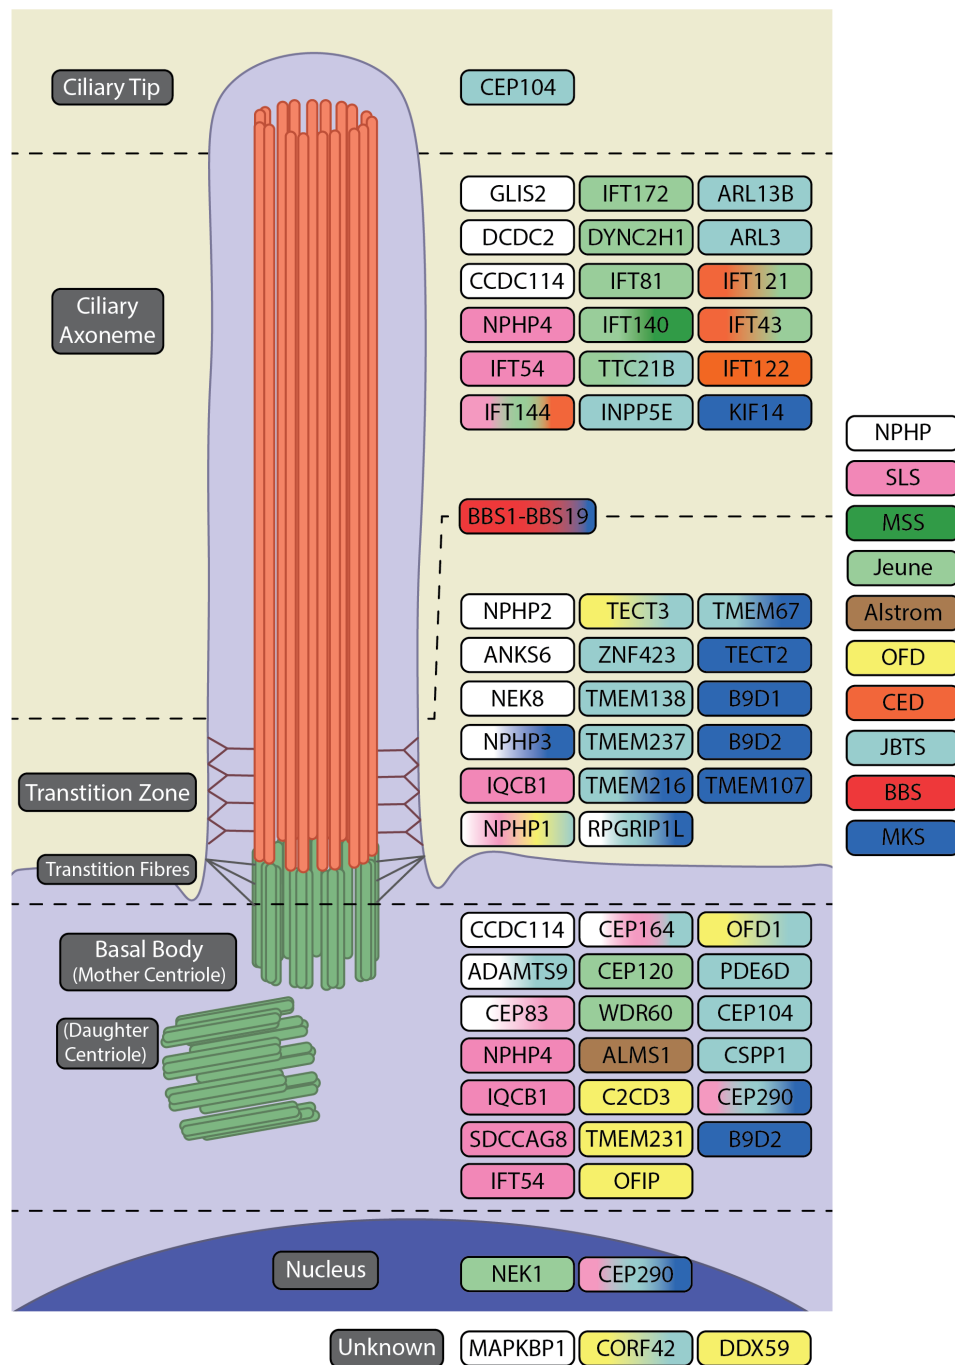 Ciliary Tip
CEP104
GLIS2 IFT172 ARL13B
DCDC2 DYNC2H1 ARL3
CCDC114 IFT81 IFT121
Ciliary
Axoneme
NPHP4 IFT140 IFT43
IFT54 TTC21B IFT122
IFT144 INPP5E KIF14
BBS1-BBS19
NPHP2 TECT3 TMEM67
ANKS6 ZNF423 TECT2
NEK8 TMEM138 B9D1
NPHP3 TMEM237 B9D2
Transtition Zone
IQCB1 TMEM216 TMEM107
NPHP1 RPGRIP1L
Transtition Fibres
NPHP
SLS
MSS
Jeune
Alstrom
OFD
CED
JBTS
BBS
MKS
Basal Body
(Mother Centriole)
(Daughter
Centriole)
CCDC114 CEP164 OFD1
ADAMTS9 CEP120 PDE6D
CEP83 WDR60 CEP104
NPHP4 ALMS1 CSPP1
IQCB1 C2CD3 CEP290
SDCCAG8 TMEM231 B9D2
IFT54 OFIP
Nucleus
NEK1 CEP290
Unknown
MAPKBP1 CORF42 DDX59